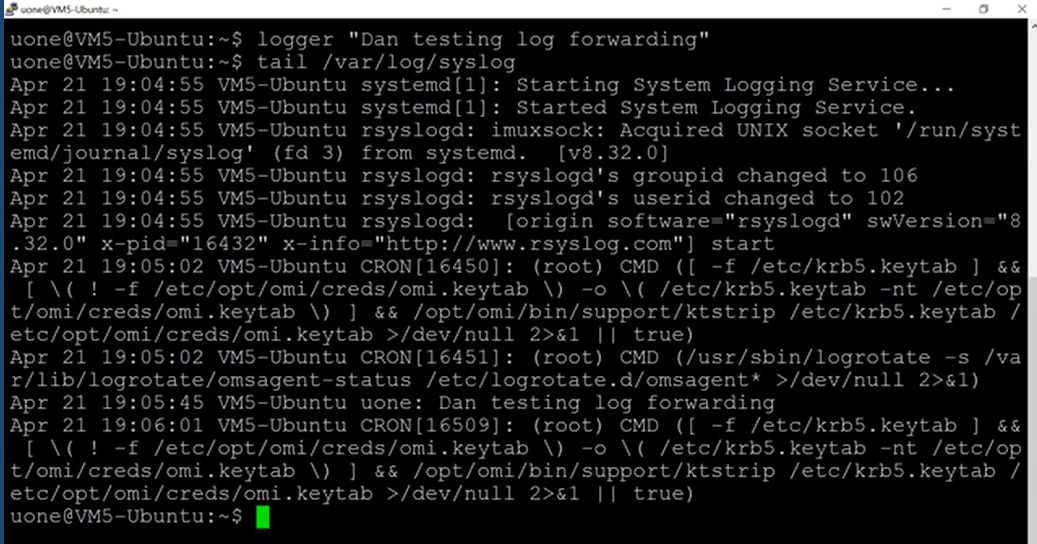 uone@VM5-Ubuntu: ~
uone@VM5-Ubuntu:~$ logger "Dan testing log forwarding"
uone@VM5-Ubuntu:~$ tail /var/log/syslog
Apr 21 19:04:55 VM5-Ubuntu systemd[1]: Starting System Logging Service...
Apr 21 19:04:55 VM5-Ubuntu systemd[1]: Started System Logging Service.
Apr 21 19:04:55 VM5-Ubuntu rsyslogd: imuxsock: Acquired UNIX socket '/run/syst
emd/journal/syslog' (fd 3) from systemd.  [v8.32.0]
Apr 21 19:04:55 VM5-Ubuntu rsyslogd: rsyslogd's groupid changed to 106
Apr 21 19:04:55 VM5-Ubuntu rsyslogd: rsyslogd's userid changed to 102
Apr 21 19:04:55 VM5-Ubuntu rsyslogd:  [origin software="rsyslogd" swVersion="8
.32.0" x-pid="16432" x-info="http://www.rsyslog.com"] start
Apr 21 19:05:02 VM5-Ubuntu CRON[16450]: (root) CMD ([ -f /etc/krb5.keytab ] &&
 [ \( ! -f /etc/opt/omi/creds/omi.keytab \) -o \( /etc/krb5.keytab -nt /etc/op
t/omi/creds/omi.keytab \) ] && /opt/omi/bin/support/ktstrip /etc/krb5.keytab /
etc/opt/omi/creds/omi.keytab >/dev/null 2>&1 || true)
Apr 21 19:05:02 VM5-Ubuntu CRON[16451]: (root) CMD (/usr/sbin/logrotate -s /va
r/lib/logrotate/omsagent-status /etc/logrotate.d/omsagent* >/dev/null 2>&1)
Apr 21 19:05:45 VM5-Ubuntu uone: Dan testing log forwarding
Apr 21 19:06:01 VM5-Ubuntu CRON[16509]: (root) CMD ([ -f /etc/krb5.keytab ] &&
 [ \( ! -f /etc/opt/omi/creds/omi.keytab \) -o \( /etc/krb5.keytab -nt /etc/op
t/omi/creds/omi.keytab \) ] && /opt/omi/bin/support/ktstrip /etc/krb5.keytab /
etc/opt/omi/creds/omi.keytab >/dev/null 2>&1 || true)
uone@VM5-Ubuntu:~$